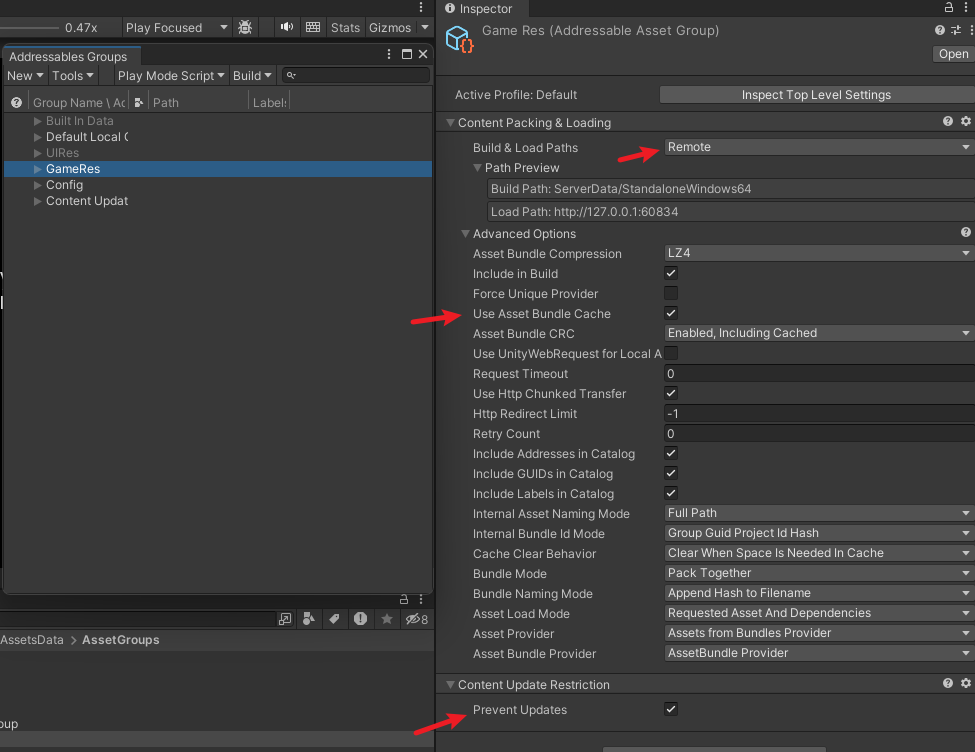 0.47x
Play Focused
Stats
Gizmos
Addressables Groups
New
Tools
Play Mode Script
Build
Group Name \ Ad
Path
Label:
Built In Data
Default Local G
UIRes
GameRes
Config
Content Updat
8
AssetsData > AssetGroups
oup
Inspector
Game Res (Addressable Asset Group)
Open
Active Profile: Default
Inspect Top Level Settings
Content Packing & Loading
Build & Load Paths
Remote
Path Preview
Build Path: ServerData/StandaloneWindows64
Load Path: http://127.0.0.1:60834
Advanced Options
Asset Bundle Compression
LZ4
Include in Build
Force Unique Provider
Use Asset Bundle Cache
Asset Bundle CRC
Enabled, Including Cached
Use UnityWebRequest for Local A
Request Timeout
0
Use Http Chunked Transfer
Http Redirect Limit
-1
Retry Count
0
Include Addresses in Catalog
Include GUIDs in Catalog
Include Labels in Catalog
Internal Asset Naming Mode
Full Path
Internal Bundle Id Mode
Group Guid Project Id Hash
Cache Clear Behavior
Clear When Space Is Needed In Cache
Bundle Mode
Pack Together
Bundle Naming Mode
Append Hash to Filename
Asset Load Mode
Requested Asset And Dependencies
Asset Provider
Assets from Bundles Provider
Asset Bundle Provider
AssetBundle Provider
Content Update Restriction
Prevent Updates